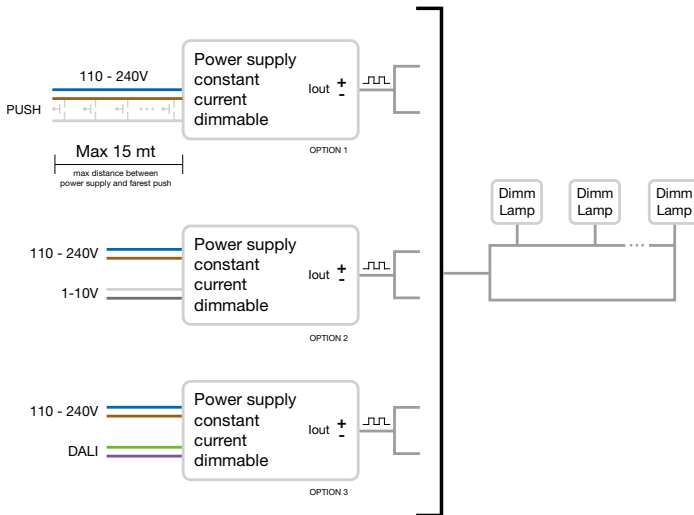 110 - 240V
PUSH
Power supply
constant
current
dimmable
Iout + -
OPTION 1
Max 15 mt
max distance between
power supply and farest push
Dimm
Lamp
Dimm
Lamp
Dimm
Lamp
110 - 240V
1-10V
Power supply
constant
current
dimmable
Iout + -
OPTION 2
110 - 240V
DALI
Power supply
constant
current
dimmable
Iout + -
OPTION 3